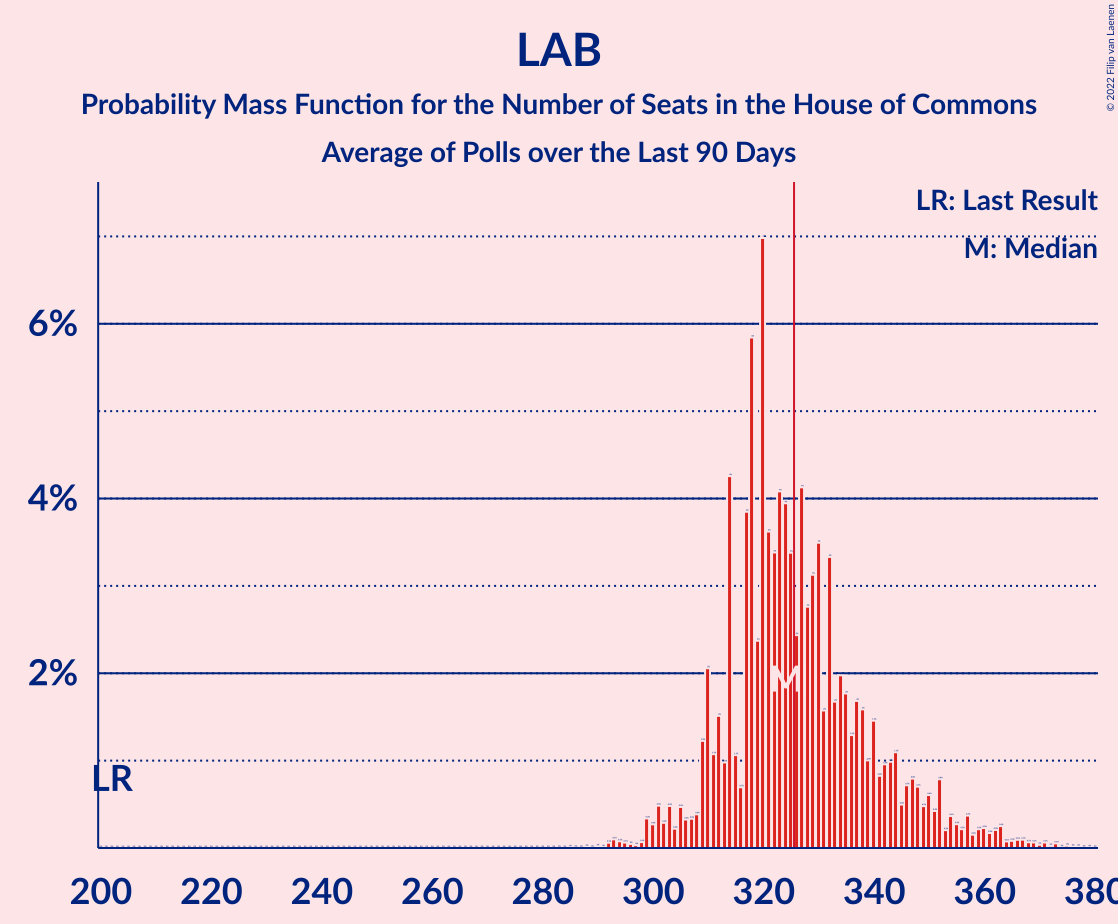 LAB
Probability Mass Function for the Number of Seats in the House of Commons
Average of Polls over the Last 90 Days
© 2022 Filip van Laenen
LR: Last Result
M: Median
6%
4%
2%
M
LR
200 220 240 260 280 300 320 340 360 380